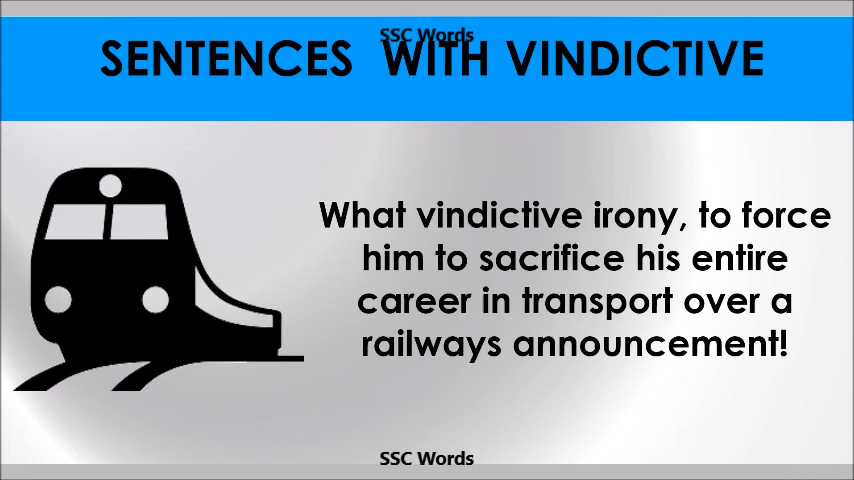 SSC Words
SENTENCES WITH VINDICTIVE
What vindictive irony, to force
him to sacrifice his entire
career in transport over a
railways announcement!
SSC Words